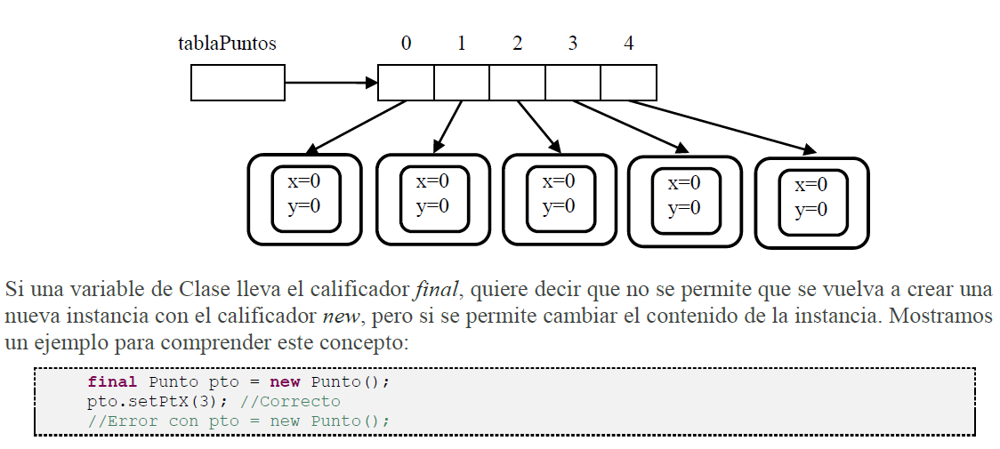 tablaPuntos 0 1 2 3 4
x=0 x=0 x=0 x=0 x=0
y=0 y=0 y=0 y=0 y=0
Si una variable de Clase lleva el calificador final, quiere decir que no se permite que se vuelva a crear una
nueva instancia con el calificador new, pero si se permite cambiar el contenido de la instancia. Mostramos
un ejemplo para comprender este concepto:
final Punto pto = new Punto();
pto.setPtX(3); //Correcto
//Error con pto = new Punto();